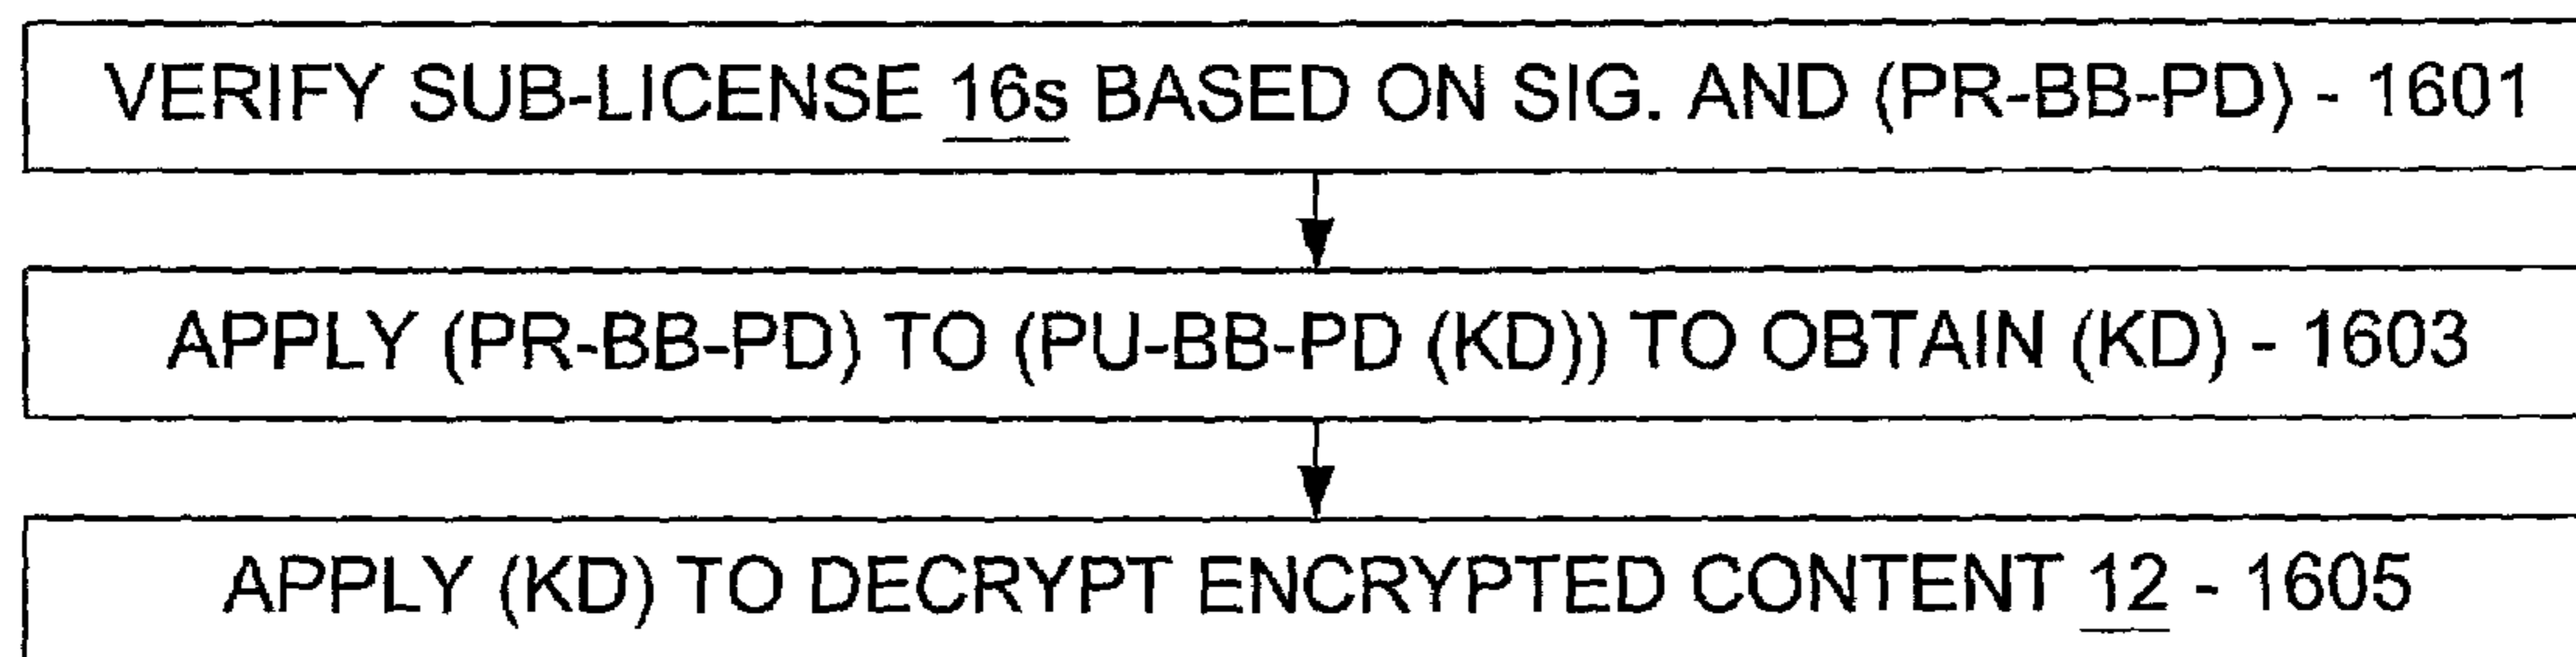 VERIFY SUB-LICENSE 16s BASED ON SIG. AND (PR-BB-PD) - 1601
APPLY (PR-BB-PD) TO (PU-BB-PD (KD)) TO OBTAIN (KD) - 1603
APPLY (KD) TO DECRYPT ENCRYPTED CONTENT 12 - 1605